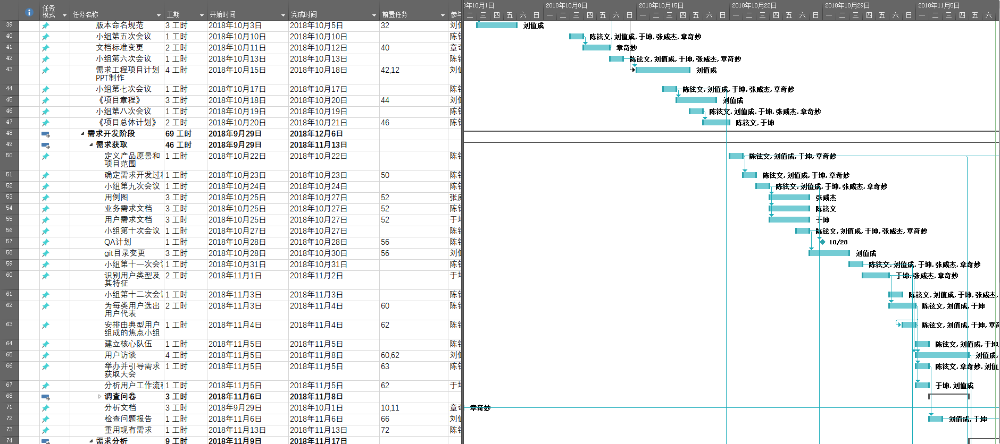 任务
模式 任务名称 工期 开始时间 完成时间 前置任务 参与
年10月1日 2018年10月8日 2018年10月15日 2018年10月22日 2018年10月29日 2018年11月5日
二 三 四 五 六 日 一 二 三 四 五 六 日 一 二 三 四 五 六 日 一 二 三 四 五 六 日 一 二 三 四 五 六 日 一 二 三 四 五 六
39 版本命名规范 3 工时 2018年10月3日 2018年10月5日 32 刘值 刘值成
40 小组第五次会议 1 工时 2018年10月10日 2018年10月10日 陈铉 陈铉文, 刘值成, 于坤, 张威杰, 章奇妙
41 文档标准变更 2 工时 2018年10月11日 2018年10月12日 40 章奇 章奇妙
42 小组第六次会议 1 工时 2018年10月13日 2018年10月13日 陈铉 陈铉文, 刘值成, 于坤, 张威杰, 章奇妙
43 需求工程项目计划 4 工时 2018年10月15日 2018年10月18日 42,12 刘值 刘值成
PPT制作
44 小组第七次会议 1 工时 2018年10月17日 2018年10月17日 陈铉 陈铉文, 刘值成, 于坤, 张威杰, 章奇妙
45 《项目章程》 3 工时 2018年10月18日 2018年10月20日 44 刘值 刘值成
46 小组第八次会议 1 工时 2018年10月19日 2018年10月19日 陈铉 陈铉文, 刘值成, 于坤, 张威杰, 章奇妙
47 《项目总体计划》 2 工时 2018年10月20日 2018年10月21日 46 陈铉 陈铉文, 于坤
48 需求开发阶段 69 工时 2018年9月29日 2018年12月6日
49 需求获取 46 工时 2018年9月29日 2018年11月13日
50 定义产品愿景和 1 工时 2018年10月22日 2018年10月22日 陈铉 陈铉文, 刘值成, 于坤, 章奇妙
项目范围
51 确定需求开发过程 1 工时 2018年10月23日 2018年10月23日 50 陈铉 陈铉文, 刘值成, 于坤, 章奇妙
52 小组第九次会议 1 工时 2018年10月24日 2018年10月24日 陈铉 陈铉文, 刘值成, 于坤, 张威杰, 章奇妙
53 用例图 3 工时 2018年10月25日 2018年10月27日 52 张威 张威杰
54 业务需求文档 3 工时 2018年10月25日 2018年10月27日 52 陈铉 陈铉文
55 用户需求文档 3 工时 2018年10月25日 2018年10月27日 52 于坤 于坤
56 小组第十次会议 1 工时 2018年10月27日 2018年10月27日 陈铉 陈铉文, 刘值成, 于坤, 张威杰, 章奇妙
57 QA计划 1 工时 2018年10月28日 2018年10月28日 56 陈铉 10/28
58 git目录变更 3 工时 2018年10月28日 2018年10月30日 56 刘值 刘值成
59 小组第十一次会议 1 工时 2018年10月31日 2018年10月31日 陈铉 陈铉文, 刘值成, 于坤, 张威杰, 章奇妙
60 识别用户类型及 2 工时 2018年11月1日 2018年11月2日 于坤 于坤, 张威杰, 章奇妙
其特征
61 小组第十二次会议 1 工时 2018年11月3日 2018年11月3日 陈铉 陈铉文, 刘值成, 于坤, 张威杰,
62 为每类用户选出 2 工时 2018年11月3日 2018年11月4日 60 陈铉 陈铉文, 刘值成, 于坤
用户代表
63 安排由典型用户 1 工时 2018年11月4日 2018年11月4日 62 陈铉 陈铉文, 刘值成, 于坤, 章奇
组成的焦点小组
64 建立核心队伍 1 工时 2018年11月5日 2018年11月5日 陈铉 陈铉文, 刘值成, 于坤
65 用户访谈 4 工时 2018年11月5日 2018年11月8日 60,62 刘值 刘值成,
66 举办并引导需求 1 工时 2018年11月5日 2018年11月5日 63 陈铉 陈铉文, 章奇妙, 刘值
获取大会
67 分析用户工作流程 1 工时 2018年11月5日 2018年11月5日 62 于坤 于坤, 刘值成
68 调查问卷 3 工时 2018年11月6日 2018年11月8日
71 分析文档 3 工时 2018年9月29日 2018年10月1日 10,11 章奇 章奇妙
72 检查问题报告 1 工时 2018年11月6日 2018年11月6日 66 刘值 刘值成, 于坤
73 重用现有需求 1 工时 2018年11月13日 2018年11月13日 72 陈铉
74 需求分析 9 工时 2018年11月9日 2018年11月17日